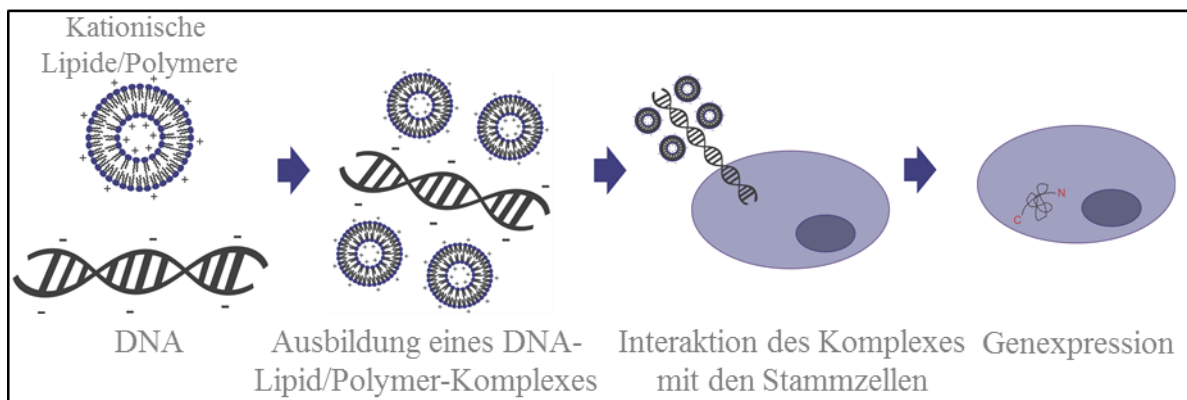 Kationische
Lipide/Polymere
DNA
Ausbildung eines DNA-
Lipid/Polymer-Komplexes
Interaktion des Komplexes
mit den Stammzellen
N
C
Genexpression